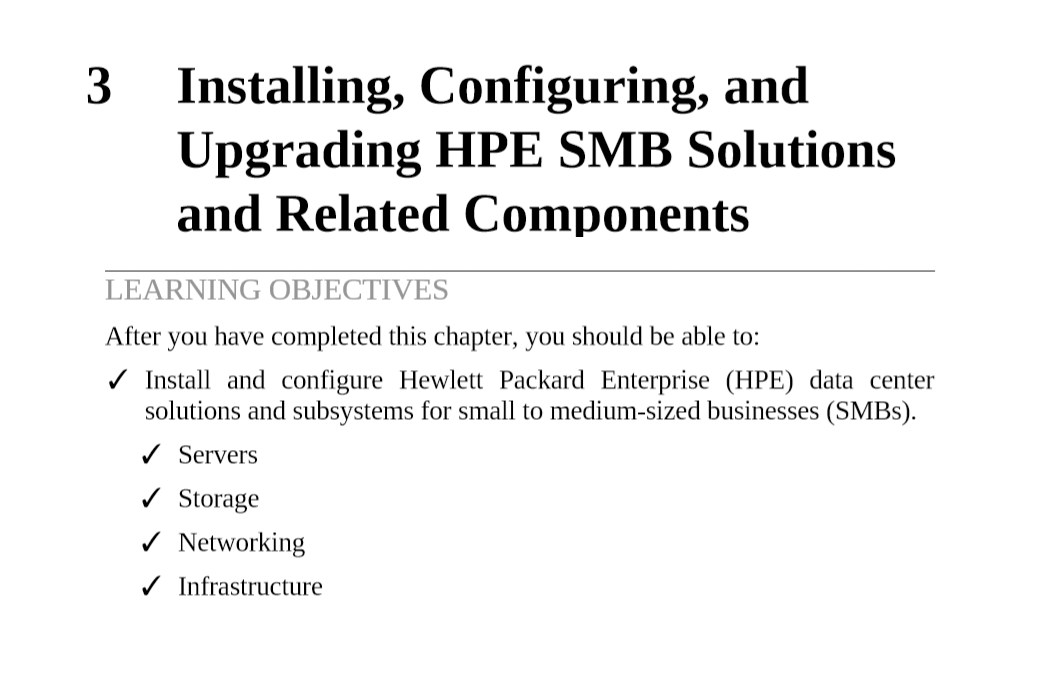 3 Installing, Configuring, and
Upgrading HPE SMB Solutions
and Related Components
LEARNING OBJECTIVES
After you have completed this chapter, you should be able to:
✓ Install and configure Hewlett Packard Enterprise (HPE) data center
solutions and subsystems for small to medium-sized businesses (SMBs).
✓ Servers
✓ Storage
✓ Networking
✓ Infrastructure